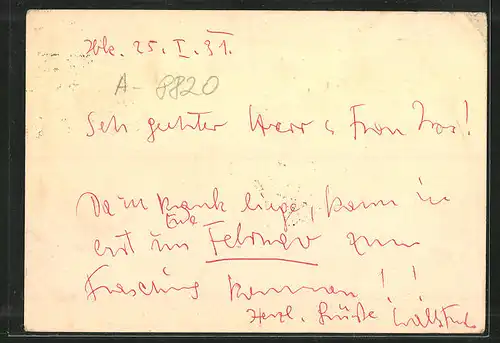 25. I. 31.
A-8820
Sehr geehrter Herr u Frau
Da ich krank liege, kann ich
Ende
erst im Februar zum
Fasching kommen!!
Herzl. Grüße